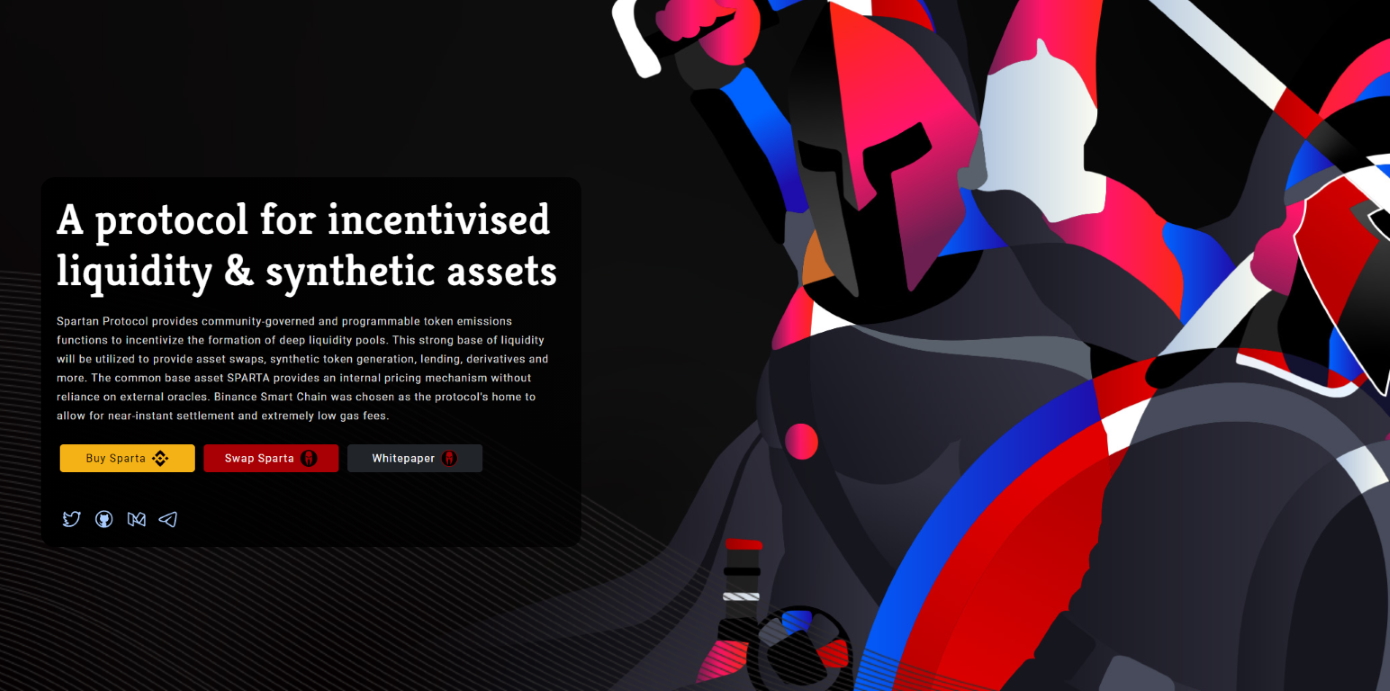 A protocol for incentivised
liquidity & synthetic assets
Spartan Protocol provides community-governed and programmable token emissions
functions to incentivize the formation of deep liquidity pools. This strong base of liquidity
will be utilized to provide asset swaps, synthetic token generation, lending, derivatives and
more. The common base asset SPARTA provides an internal pricing mechanism without
reliance on external oracles. Binance Smart Chain was chosen as the protocol's home to
allow for near-instant settlement and extremely low gas fees.
Buy Sparta
Swap Sparta
Whitepaper